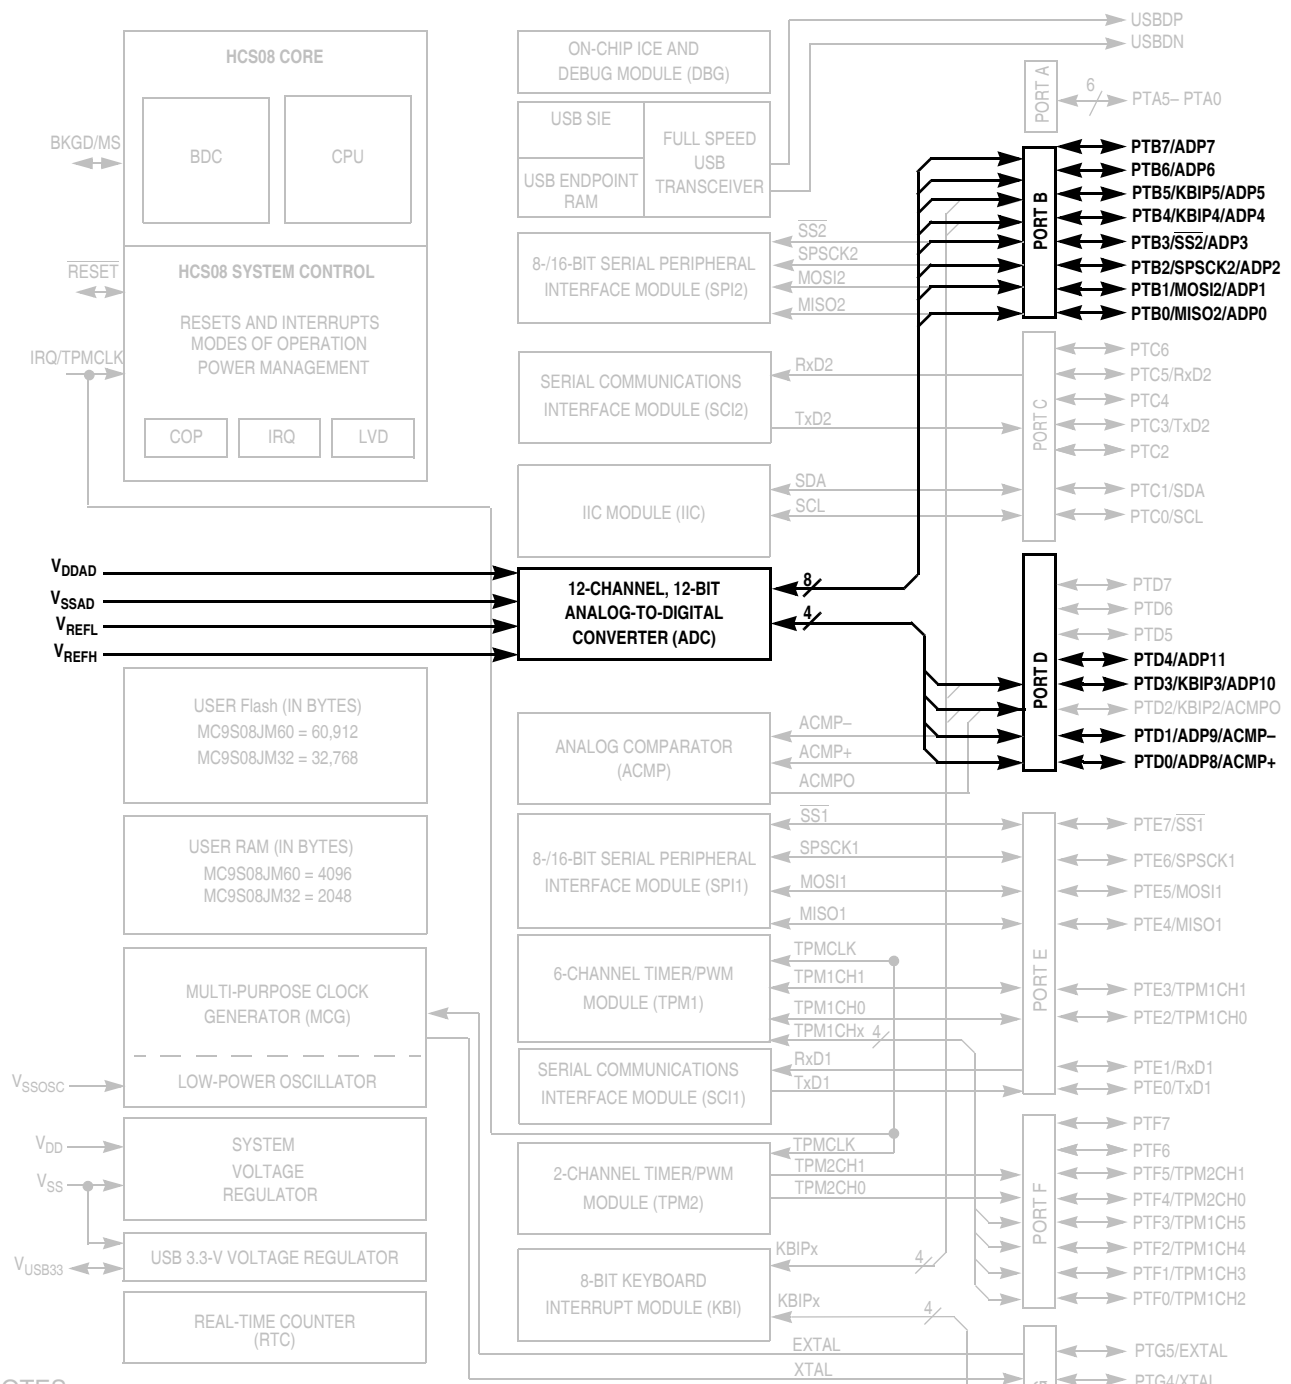 HCS08 CORE
BDC
CPU
BKGD/MS
HCS08 SYSTEM CONTROL
RESET
RESETS AND INTERRUPTS
MODES OF OPERATION
POWER MANAGEMENT
IRQ/TPMCLK
COP
IRQ
LVD
ON-CHIP ICE AND
DEBUG MODULE (DBG)
USB SIE
USB ENDPOINT
RAM
FULL SPEED
USB
TRANSCEIVER
USBDP
USBDN
PORT A
6
PTA5– PTA0
8-/16-BIT SERIAL PERIPHERAL
INTERFACE MODULE (SPI2)
SS2
SPSCK2
MOSI2
MISO2
PORT B
PTB7/ADP7
PTB6/ADP6
PTB5/KBIP5/ADP5
PTB4/KBIP4/ADP4
PTB3/SS2/ADP3
PTB2/SPSCK2/ADP2
PTB1/MOSI2/ADP1
PTB0/MISO2/ADP0
SERIAL COMMUNICATIONS
INTERFACE MODULE (SCI2)
RxD2
TxD2
IIC MODULE (IIC)
SDA
SCL
PORT C
PTC6
PTC5/RxD2
PTC4
PTC3/TxD2
PTC2
PTC1/SDA
PTC0/SCL
VDDAD
VSSAD
VREFL
VREFH
12-CHANNEL, 12-BIT
ANALOG-TO-DIGITAL
CONVERTER (ADC)
8
4
PORT D
PTD7
PTD6
PTD5
PTD4/ADP11
PTD3/KBIP3/ADP10
PTD2/KBIP2/ACMPO
PTD1/ADP9/ACMP–
PTD0/ADP8/ACMP+
USER Flash (IN BYTES)
MC9S08JM60 = 60,912
MC9S08JM32 = 32,768
ANALOG COMPARATOR
(ACMP)
ACMP–
ACMP+
ACMPO
USER RAM (IN BYTES)
MC9S08JM60 = 4096
MC9S08JM32 = 2048
8-/16-BIT SERIAL PERIPHERAL
INTERFACE MODULE (SPI1)
SS1
SPSCK1
MOSI1
MISO1
PORT E
PTE7/SS1
PTE6/SPSCK1
PTE5/MOSI1
PTE4/MISO1
PTE3/TPM1CH1
PTE2/TPM1CH0
PTE1/RxD1
PTE0/TxD1
MULTI-PURPOSE CLOCK
GENERATOR (MCG)
LOW-POWER OSCILLATOR
VSSOSC
6-CHANNEL TIMER/PWM
MODULE (TPM1)
TPMCLK
TPM1CH1
TPM1CH0
TPM1CHx
4
SERIAL COMMUNICATIONS
INTERFACE MODULE (SCI1)
RxD1
TxD1
VDD
VSS
SYSTEM
VOLTAGE
REGULATOR
2-CHANNEL TIMER/PWM
MODULE (TPM2)
TPMCLK
TPM2CH1
TPM2CH0
PORT F
PTF7
PTF6
PTF5/TPM2CH1
PTF4/TPM2CH0
PTF3/TPM1CH5
PTF2/TPM1CH4
PTF1/TPM1CH3
PTF0/TPM1CH2
VUSB33
USB 3.3-V VOLTAGE REGULATOR
8-BIT KEYBOARD
INTERRUPT MODULE (KBI)
KBIPx
4
KBIPx
4
REAL-TIME COUNTER
(RTC)
EXTAL
XTAL
PTG5/EXTAL
PTG4/XTAL